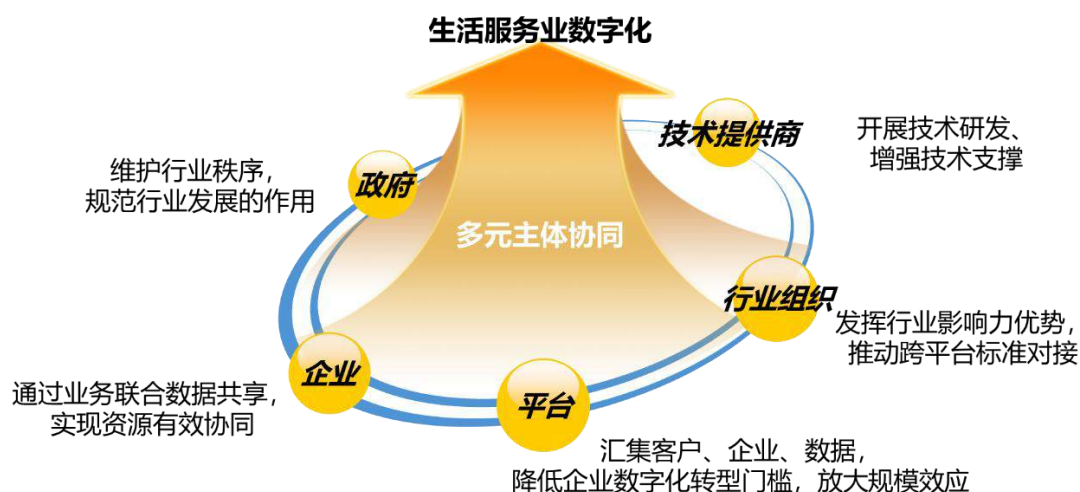 生活服务业数字化
技术提供商
开展技术研发、
增强技术支撑
维护行业秩序，
规范行业发展的作用
政府
多元主体协同
行业组织
发挥行业影响力优势，
推动跨平台标准对接
企业
通过业务联合数据共享，
实现资源有效协同
平台
汇集客户、企业、数据，
降低企业数字化转型门槛，放大规模效应